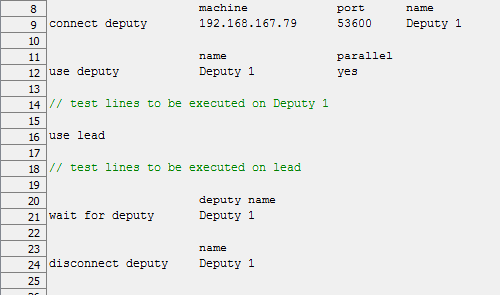 8 machine port name
9 connect deputy 192.168.167.79 53600 Deputy 1
10
11 name parallel
12 use deputy Deputy 1 yes
13
14 // test lines to be executed on Deputy 1
15
16 use lead
17
18 // test lines to be executed on lead
19
20 deputy name
21 wait for deputy Deputy 1
22
23 name
24 disconnect deputy Deputy 1
25
26